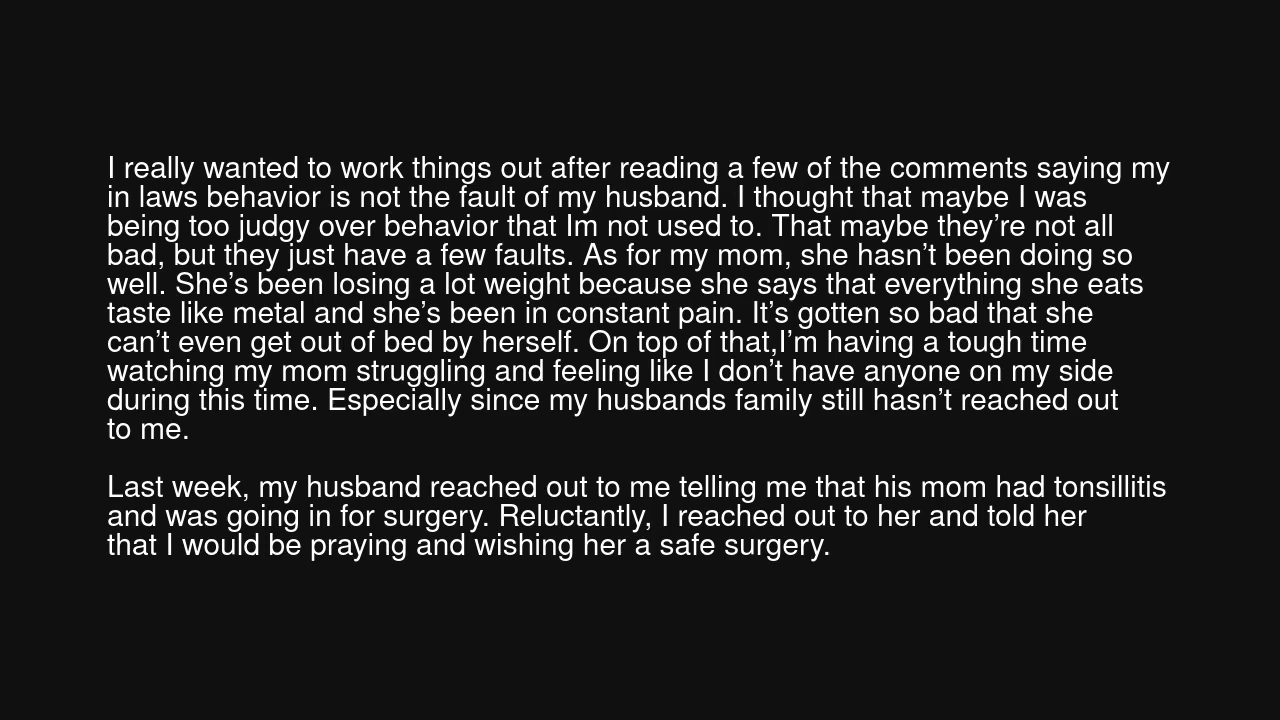 I really wanted to work things out after reading a few of the comments saying my
in laws behavior is not the fault of my husband. I thought that maybe I was
being too judgy over behavior that Im not used to. That maybe they’re not all
bad, but they just have a few faults. As for my mom, she hasn’t been doing so
well. She’s been losing a lot weight because she says that everything she eats
taste like metal and she’s been in constant pain. It’s gotten so bad that she
can’t even get out of bed by herself. On top of that,I’m having a tough time
watching my mom struggling and feeling like I don’t have anyone on my side
during this time. Especially since my husbands family still hasn’t reached out
to me.

Last week, my husband reached out to me telling me that his mom had tonsillitis
and was going in for surgery. Reluctantly, I reached out to her and told her
that I would be praying and wishing her a safe surgery.